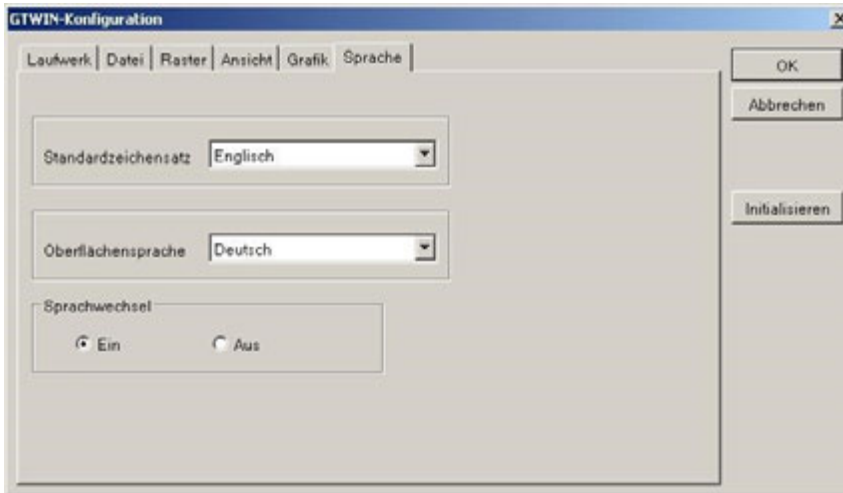 GTWIN-Konfiguration
Laufwerk Datei Raster Ansicht Grafik Sprache
OK
Abbrechen
Standardzeichensatz Englisch
Initialisieren
Oberflächensprache Deutsch
Sprachwechsel
Ein Aus